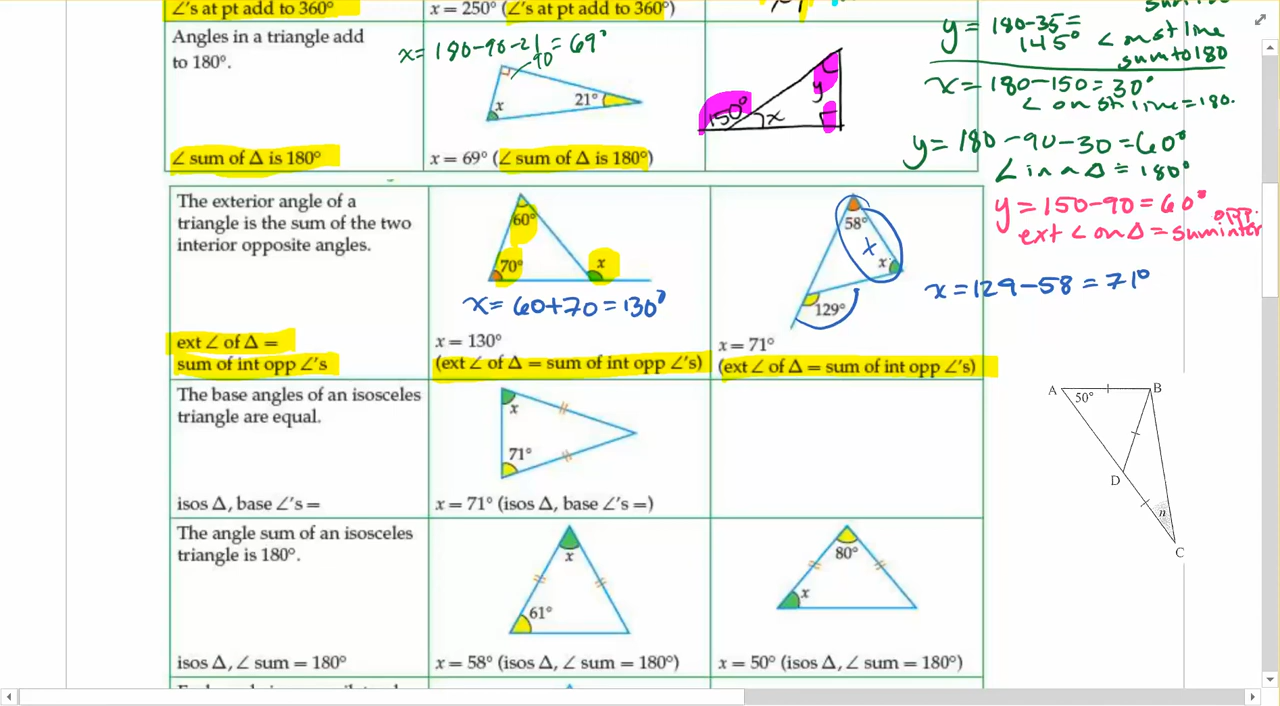 ∠'s at pt add to 360°
x = 250° (∠'s at pt add to 360°)
y = 180-35=
145° ∠ on st line
sum to 180
Angles in a triangle add
to 180°.
x = 180-90-21 = 69°
90
21°
x
∠ sum of Δ is 180°
x = 69° (∠ sum of Δ is 180°)
150°
x
y
x = 180-150 = 30°
∠ on st line = 180.
y = 180-90-30=60°
∠ in a Δ = 180°
y = 150-90=60°
ext ∠ on Δ = sum inter
opp.
The exterior angle of a
triangle is the sum of the two
interior opposite angles.
ext ∠ of Δ =
sum of int opp ∠'s
60°
70°
x
x = 60+70=130°
x = 130°
(ext ∠ of Δ = sum of int opp ∠'s)
58°
x
x
129°
x = 129-58 = 71°
x = 71°
(ext ∠ of Δ = sum of int opp ∠'s)
The base angles of an isosceles
triangle are equal.
isos Δ, base ∠'s =
x
71°
x = 71° (isos Δ, base ∠'s =)
A
B
50°
D
n
C
The angle sum of an isosceles
triangle is 180°.
isos Δ, ∠ sum = 180°
x
61°
x = 58° (isos Δ, ∠ sum = 180°)
80°
x
x = 50° (isos Δ, ∠ sum = 180°)